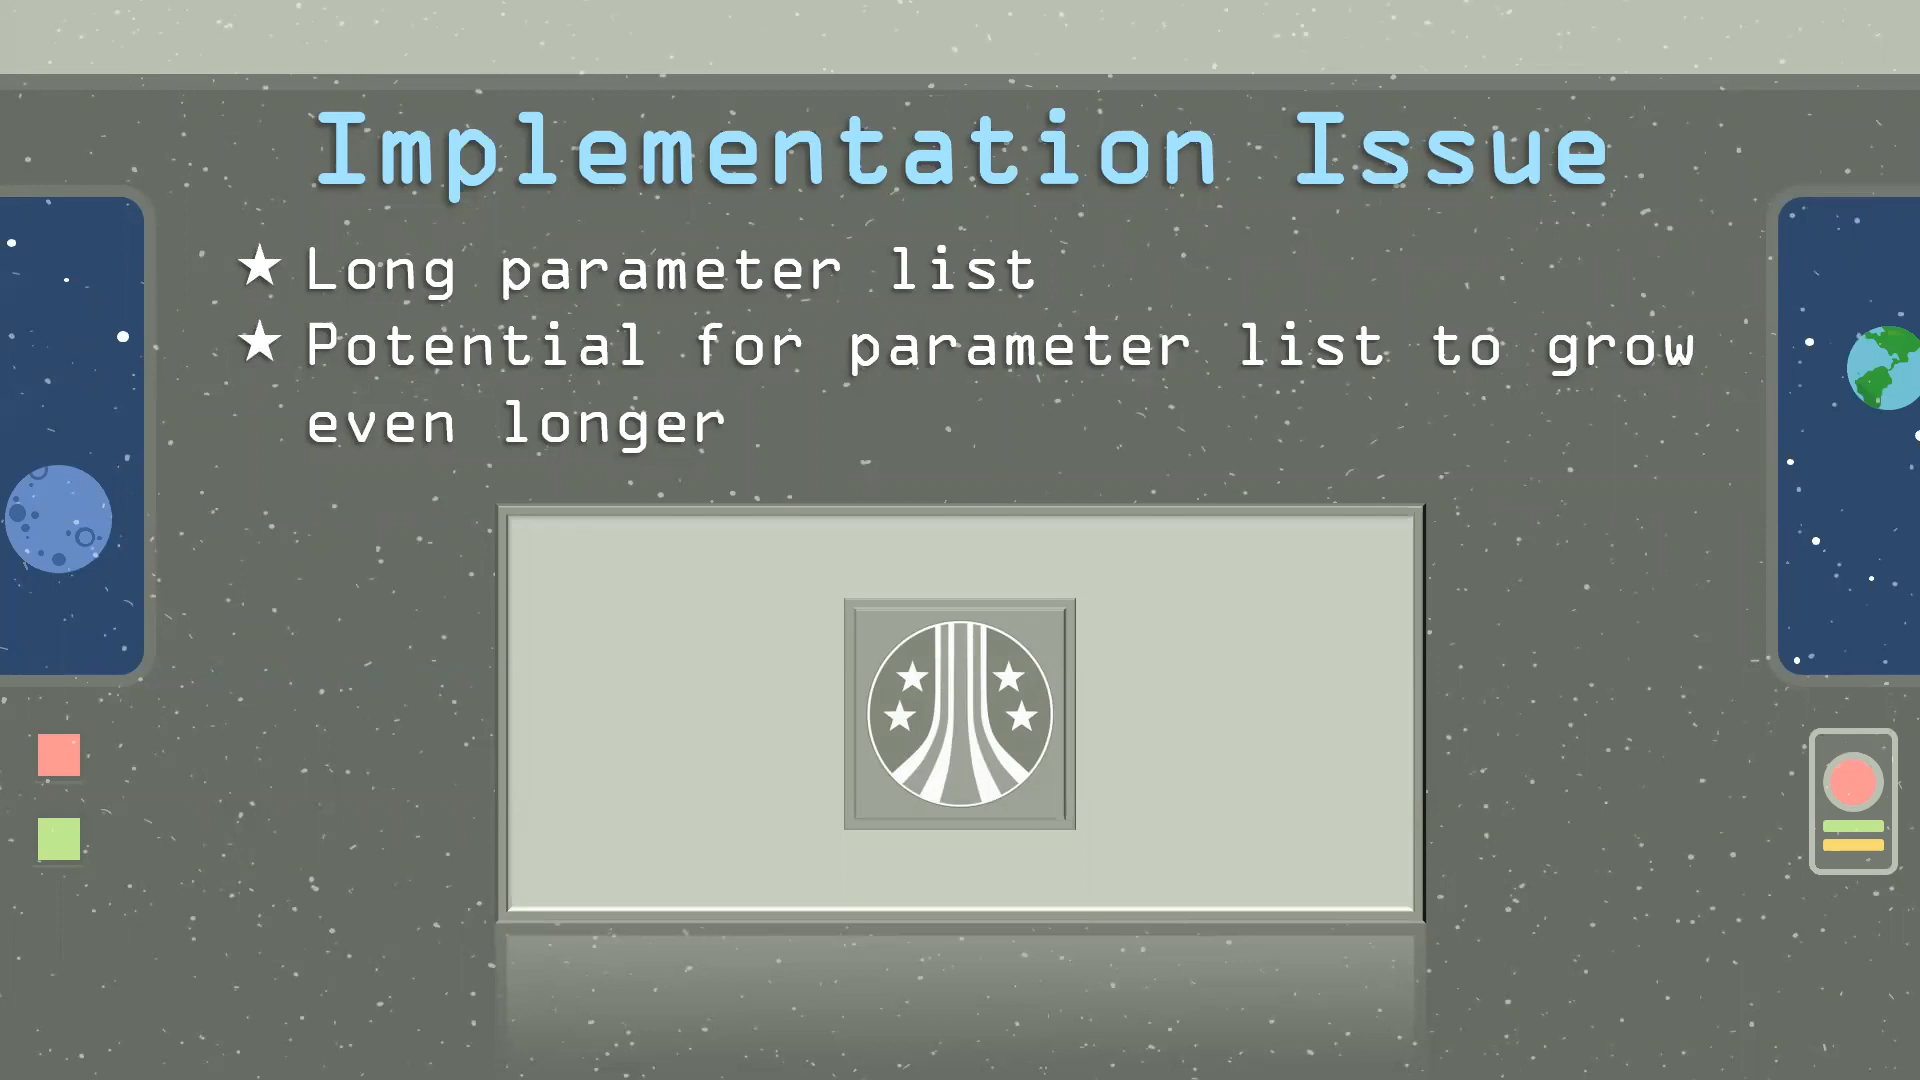 Implementation Issue
★ Long parameter list
★ Potential for parameter list to grow
even longer